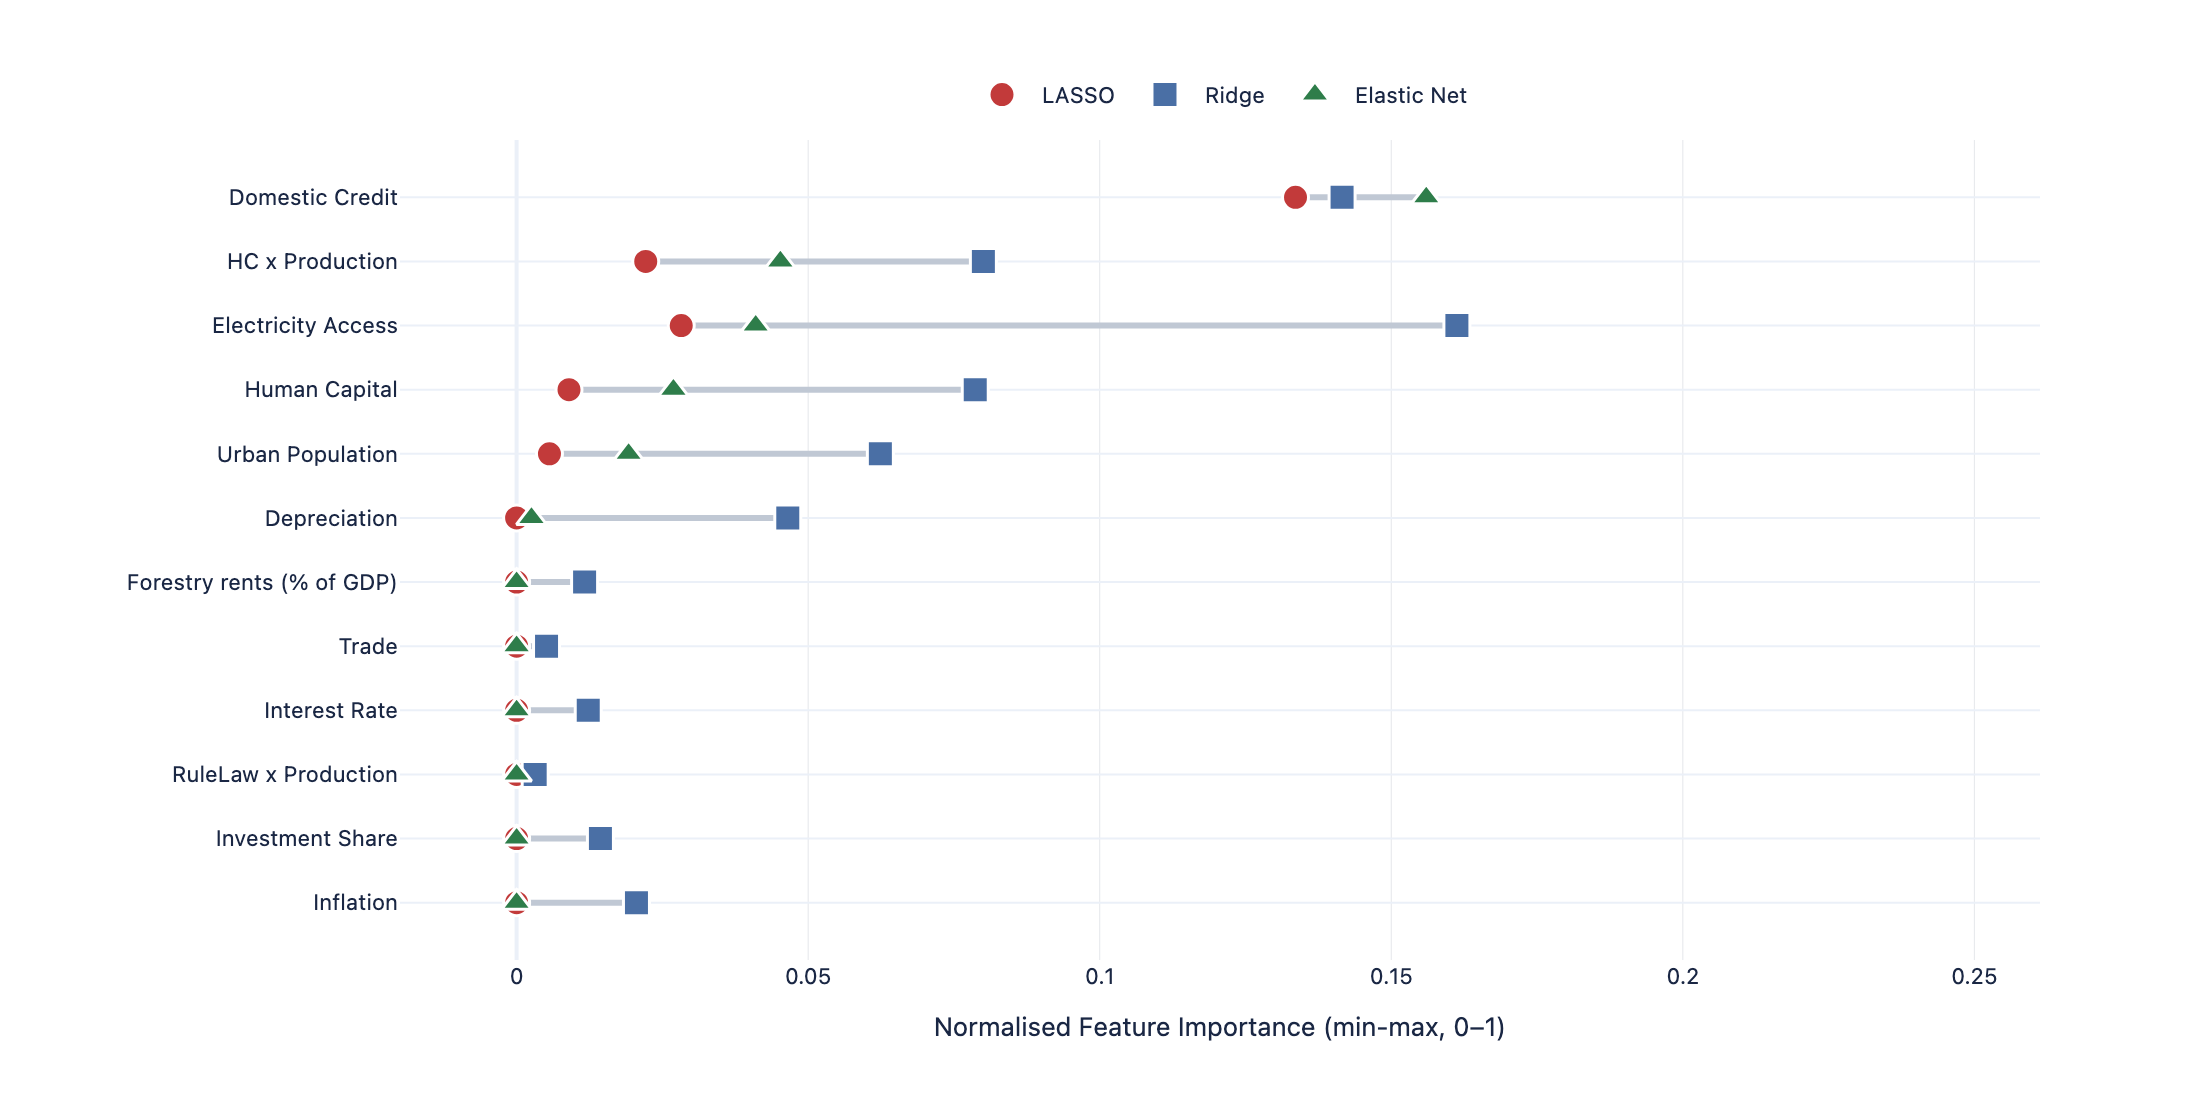 LASSO Ridge Elastic Net
Domestic Credit
HC x Production
Electricity Access
Human Capital
Urban Population
Depreciation
Forestry rents (% of GDP)
Trade
Interest Rate
RuleLaw x Production
Investment Share
Inflation
0 0.05 0.1 0.15 0.2 0.25
Normalised Feature Importance (min-max, 0–1)